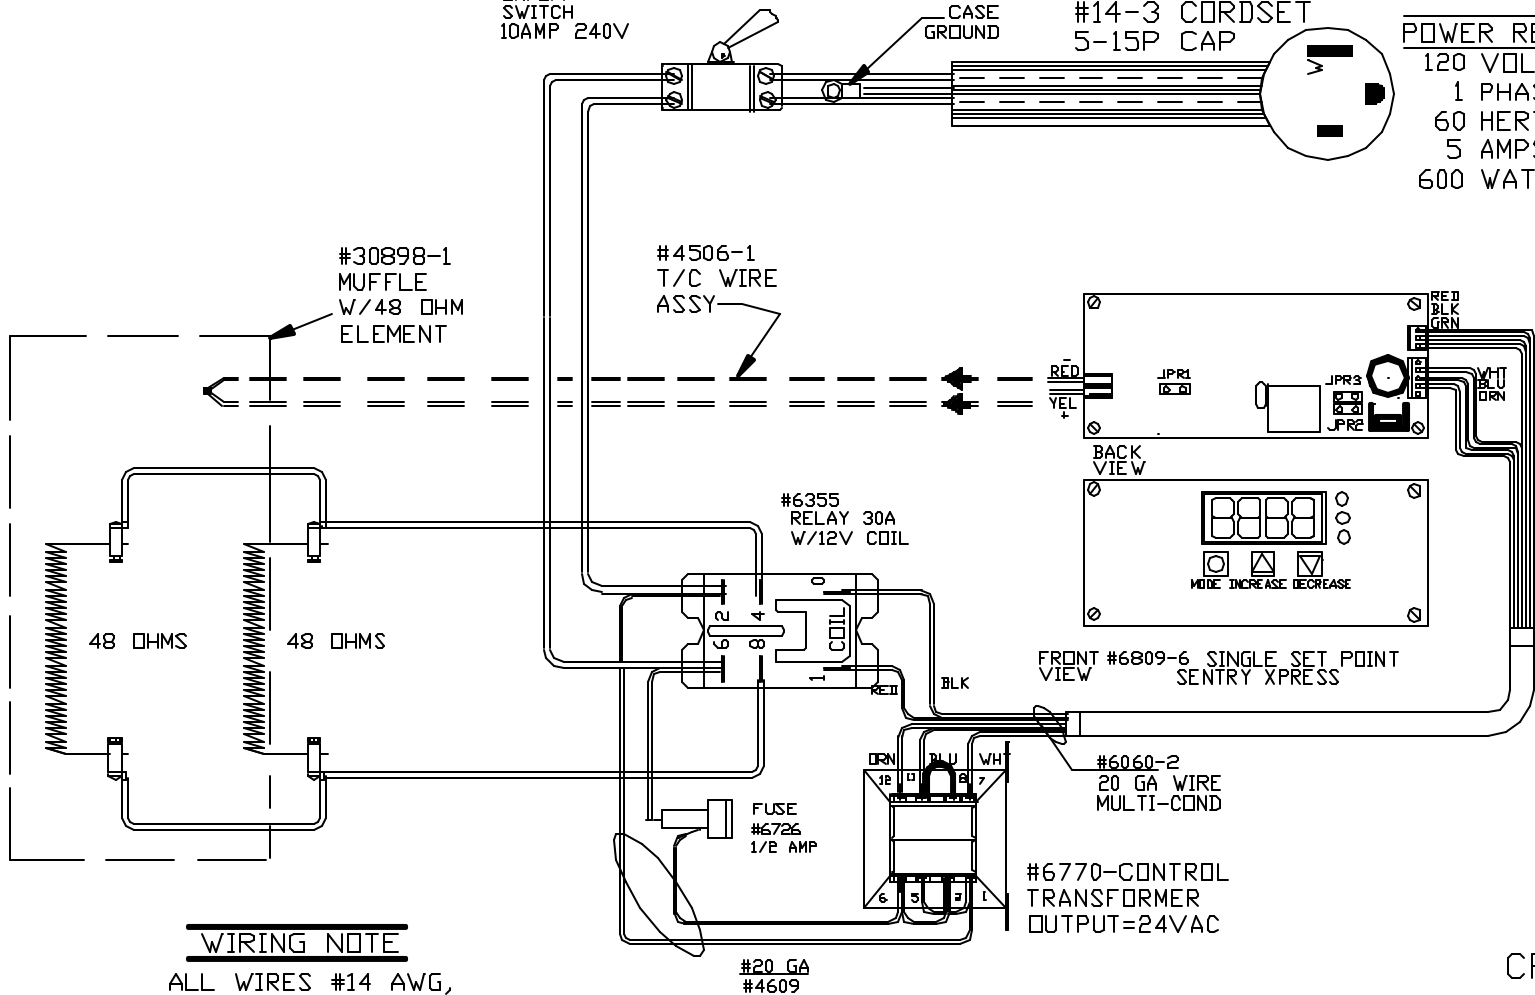 SWITCH
10AMP 240V
CASE
GROUND
#14-3 CORDSET
5-15P CAP
W
POWER RE
120 VOL
1 PHAS
60 HERT
5 AMPS
600 WAT
#30898-1
MUFFLE
W/48 OHM
ELEMENT
#4506-1
T/C WIRE
ASSY
-
RED
YEL
+
JPR1
JPR3
JPR2
RED
BLK
GRN
WHT
BLU
ORN
BACK
VIEW
#6355
RELAY 30A
W/12V COIL
8888
MODE INCREASE DECREASE
48 OHMS
48 OHMS
2
4
0
6
8
1
COIL
RED
BLK
FRONT #6809-6 SINGLE SET POINT
VIEW SENTRY XPRESS
ORN BLU WHT
12
8
7
#6060-2
20 GA WIRE
MULTI-COND
FUSE
#6726
1/2 AMP
6
5
2
1
#6770-CONTROL
TRANSFORMER
OUTPUT=24VAC
WIRING NOTE
ALL WIRES #14 AWG,
#20 GA
#4609